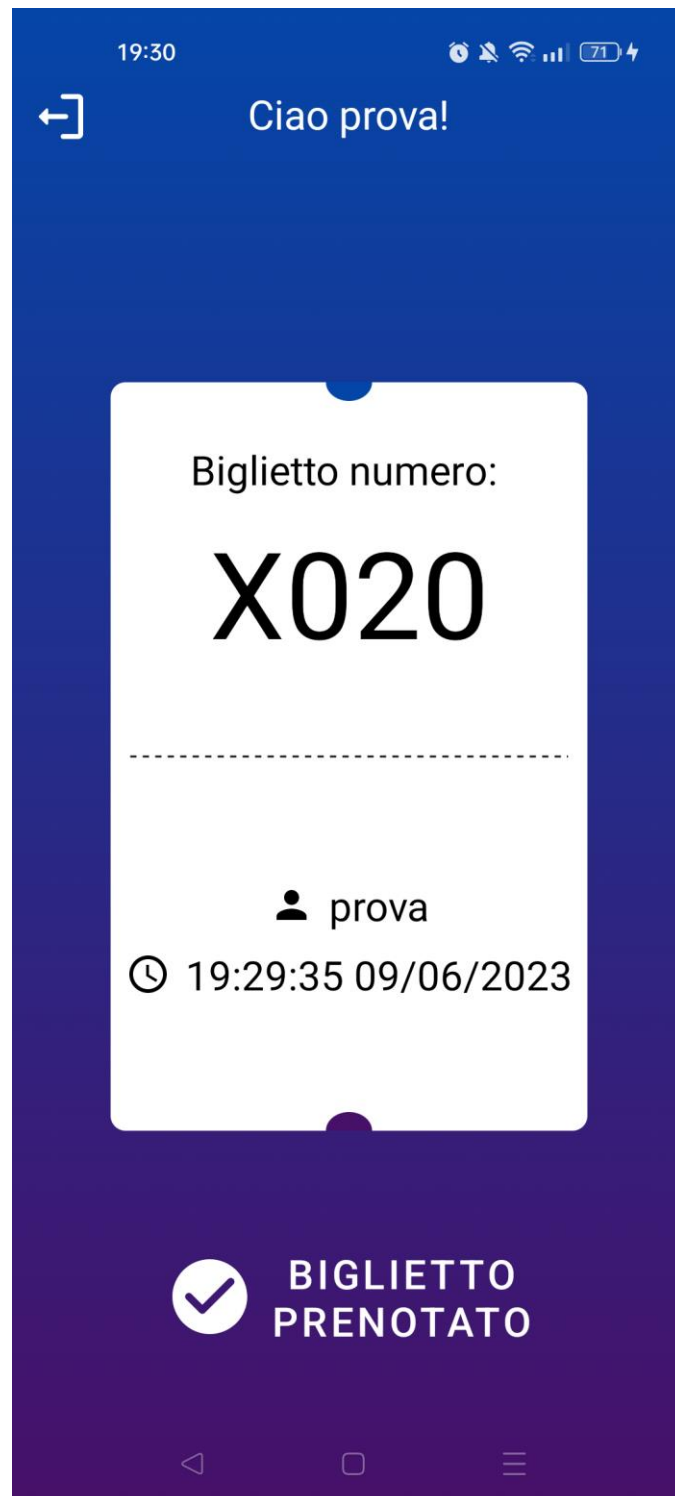 19:30
71
Ciao prova!
Biglietto numero:
X020
prova
19:29:35 09/06/2023
BIGLIETTO
PRENOTATO